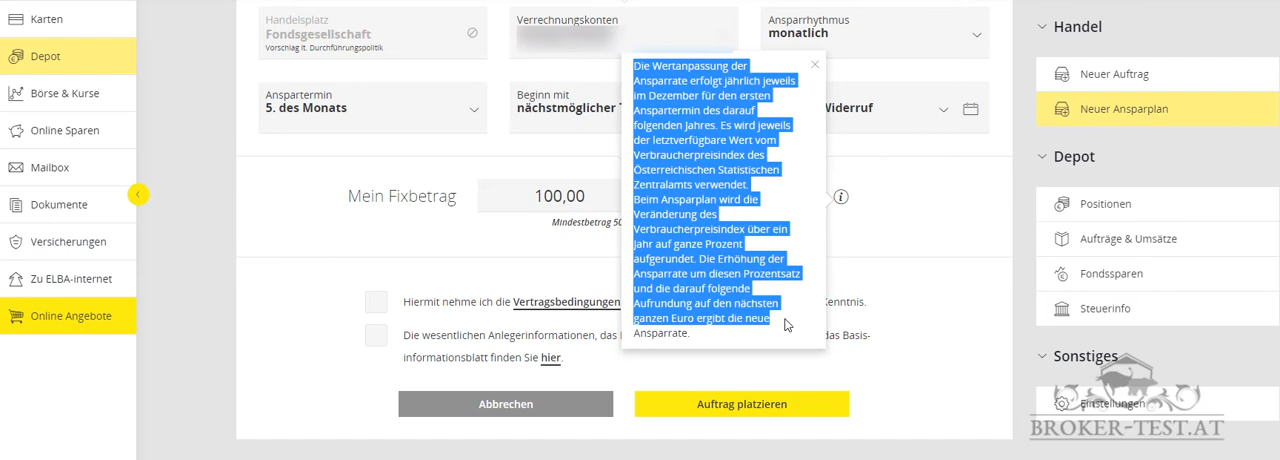 Karten
Depot
Börse & Kurse
Online Sparen
Mailbox
Dokumente
Versicherungen
Zu ELBA-internet
Online Angebote
Handelsplatz
Fondsgesellschaft
Vorschlag lt. Durchführungspolitik
Verrechnungskonten
Ansparrhythmus
monatlich
Anspartermin
5. des Monats
Beginn mit
nächstmöglicher
Widerruf
Die Wertanpassung der
Ansparrate erfolgt jährlich jeweils
im Dezember für den ersten
Anspartermin des darauf
folgenden Jahres. Es wird jeweils
der letztverfügbare Wert vom
Verbraucherpreisindex des
Österreichischen Statistischen
Zentralamts verwendet.
Beim Ansparplan wird die
Veränderung des
Verbraucherpreisindex über ein
Jahr auf ganze Prozent
aufgerundet. Die Erhöhung der
Ansparrate um diesen Prozentsatz
und die darauf folgende
Aufrundung auf den nächsten
ganzen Euro ergibt die neue
Ansparrate.
Mein Fixbetrag
100,00
i
Mindestbetrag
Hiermit nehme ich die Vertragsbedingungen
Kenntnis.
Die wesentlichen Anlegerinformationen, das
das Basis-
informationsblatt finden Sie hier.
Abbrechen
Auftrag platzieren
Handel
Neuer Auftrag
Neuer Ansparplan
Depot
Positionen
Aufträge & Umsätze
Fondssparen
Steuerinfo
Sonstiges
Einstellungen
BROKER-TEST.AT